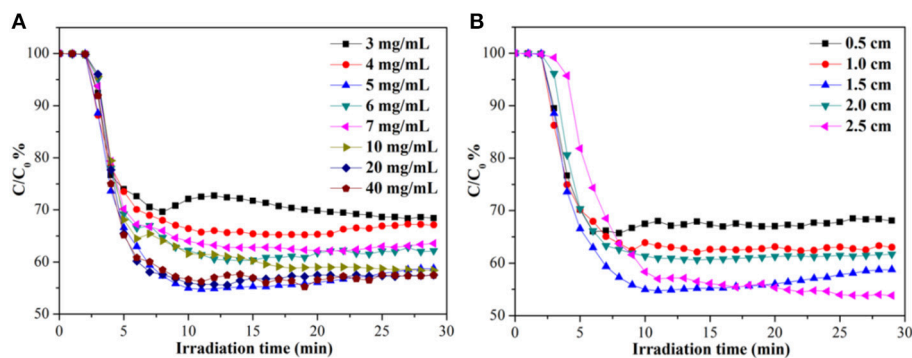 A
C/C0 %
100
90
80
70
60
50
0
5
10
15
20
25
30
Irradiation time (min)
3 mg/mL
4 mg/mL
5 mg/mL
6 mg/mL
7 mg/mL
10 mg/mL
20 mg/mL
40 mg/mL
B
C/C0 %
100
90
80
70
60
50
0
5
10
15
20
25
30
Irradiation time (min)
0.5 cm
1.0 cm
1.5 cm
2.0 cm
2.5 cm